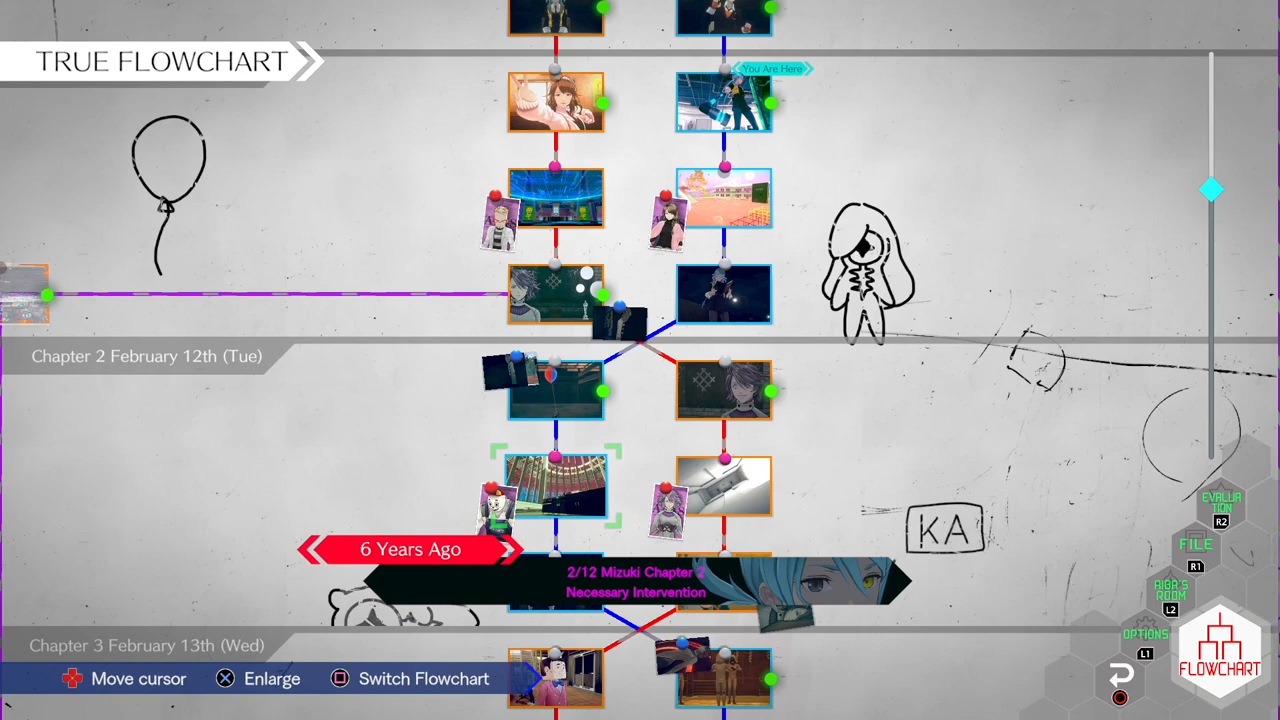 TRUE FLOWCHART
You Are Here
Chapter 2 February 12th (Tue)
KA
6 Years Ago
2/12 Mizuki Chapter 2
Necessary Intervention
Chapter 3 February 13th (Wed)
EVALUA
TION
R2
FILE
R1
AIBA'S
ROOM
L2
OPTIONS
L1
FLOWCHART
Move cursor
Enlarge
Switch Flowchart